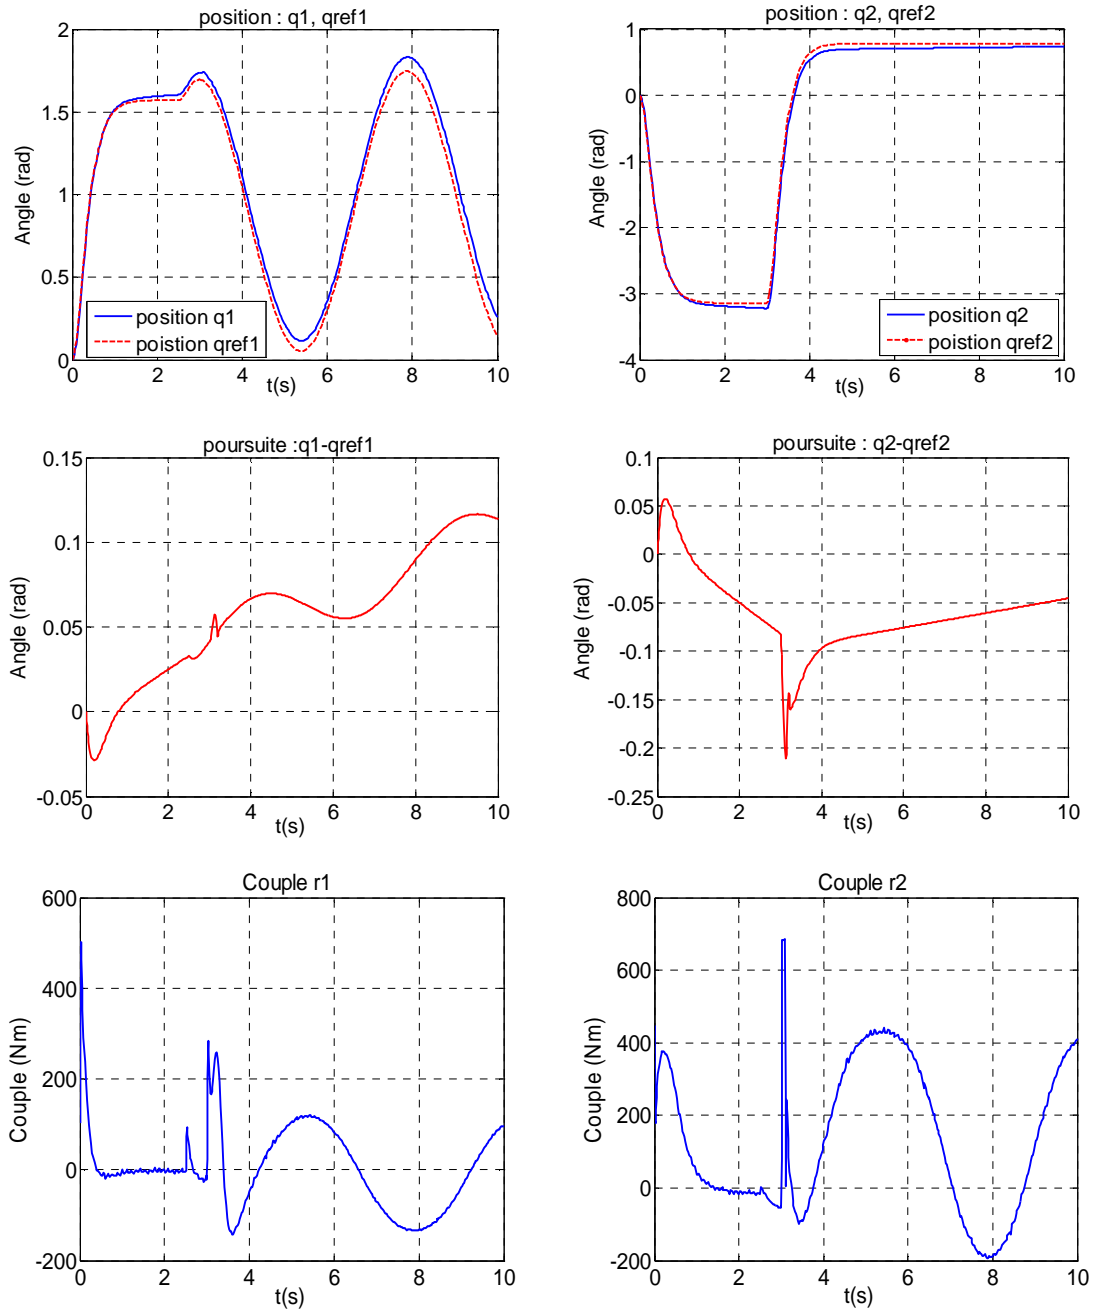 position : q1, qref1
2
1.5
1
0.5
0
Angle (rad)
position q1
poistion qref1
0 2 4 6 8 10
t(s)
position : q2, qref2
1
0
-1
-2
-3
-4
Angle (rad)
position q2
poistion qref2
0 2 4 6 8 10
t(s)
poursuite :q1-qref1
0.15
0.1
0.05
0
-0.05
Angle (rad)
0 2 4 6 8 10
t(s)
poursuite : q2-qref2
0.1
0.05
0
-0.05
-0.1
-0.15
-0.2
-0.25
Angle (rad)
0 2 4 6 8 10
t(s)
Couple r1
600
400
200
0
-200
Couple (Nm)
0 2 4 6 8 10
t(s)
Couple r2
800
600
400
200
0
-200
Couple (Nm)
0 2 4 6 8 10
t(s)